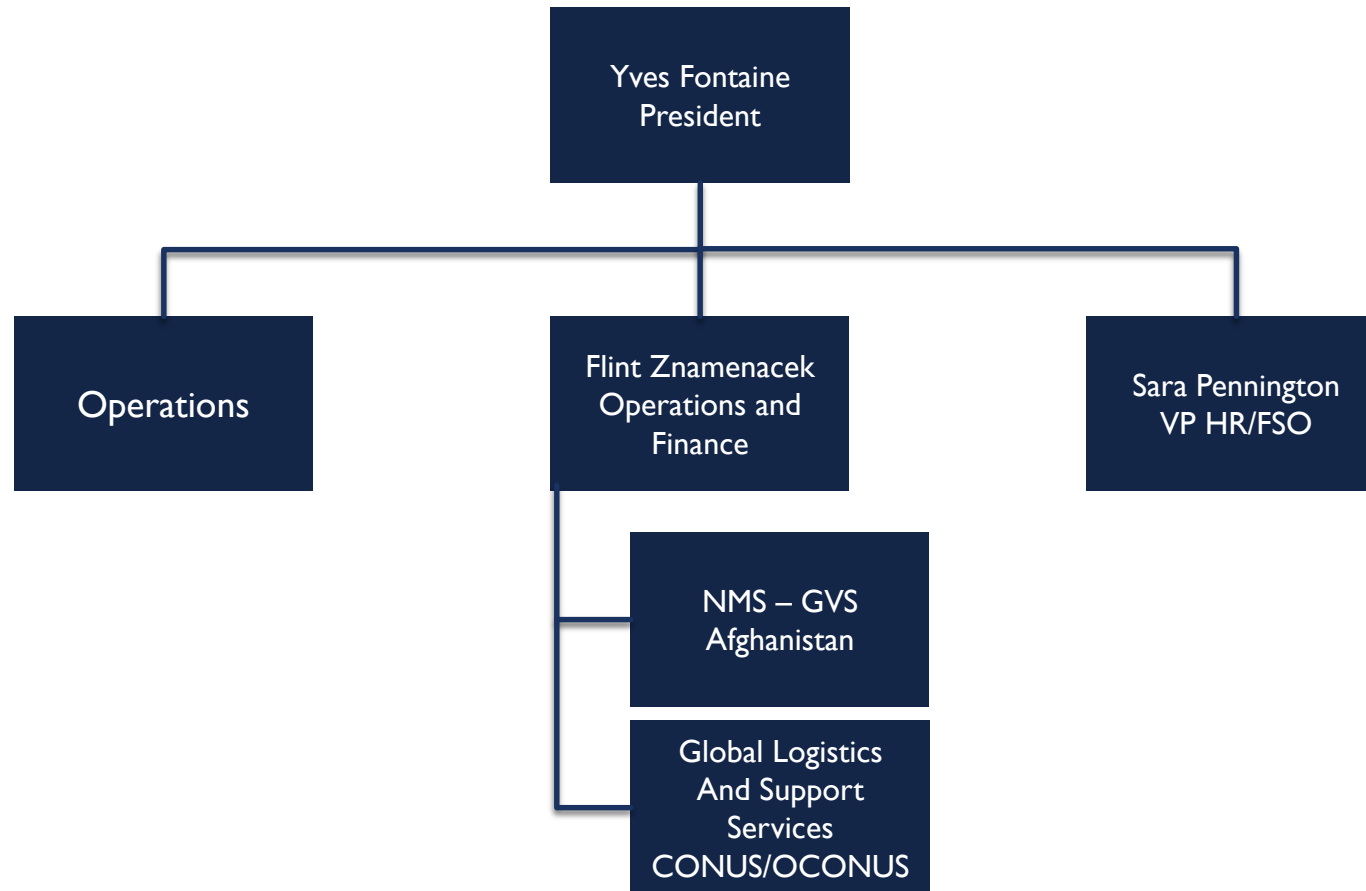 Yves Fontaine
President
Operations
Flint Znamenacek
Operations and
Finance
Sara Pennington
VP HR/FSO
NMS – GVS
Afghanistan
Global Logistics
And Support
Services
CONUS/OCONUS